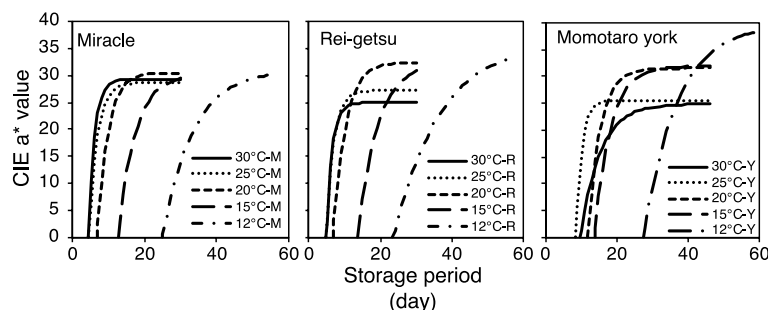 CIE a* value
40
35
30
25
20
15
10
5
0
Miracle
30°C-M
25°C-M
20°C-M
15°C-M
12°C-M
0 20 40 60
Rei-getsu
30°C-R
25°C-R
20°C-R
15°C-R
12°C-R
0 20 40 60
Momotaro york
30°C-Y
25°C-Y
20°C-Y
15°C-Y
12°C-Y
0 20 40 60
Storage period
(day)